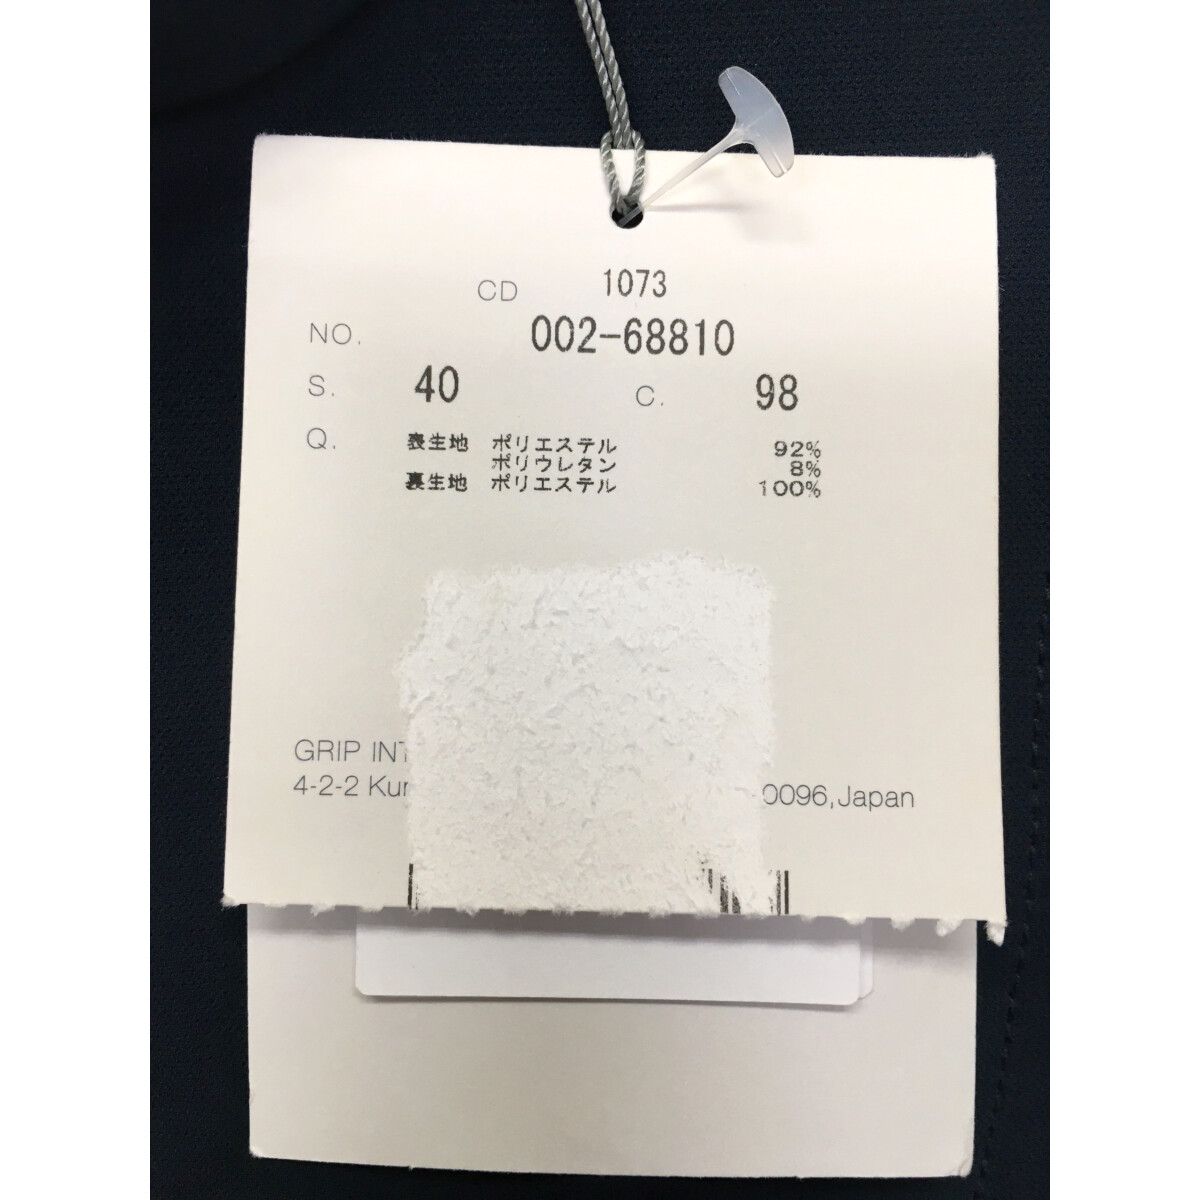 CD 1073
NO. 002-68810
S. 40 C. 98
Q. 表生地 ポリエステル 92%
ポリウレタン 8%
裏生地 ポリエステル 100%
GRIP
4-2-2 0096,Japan